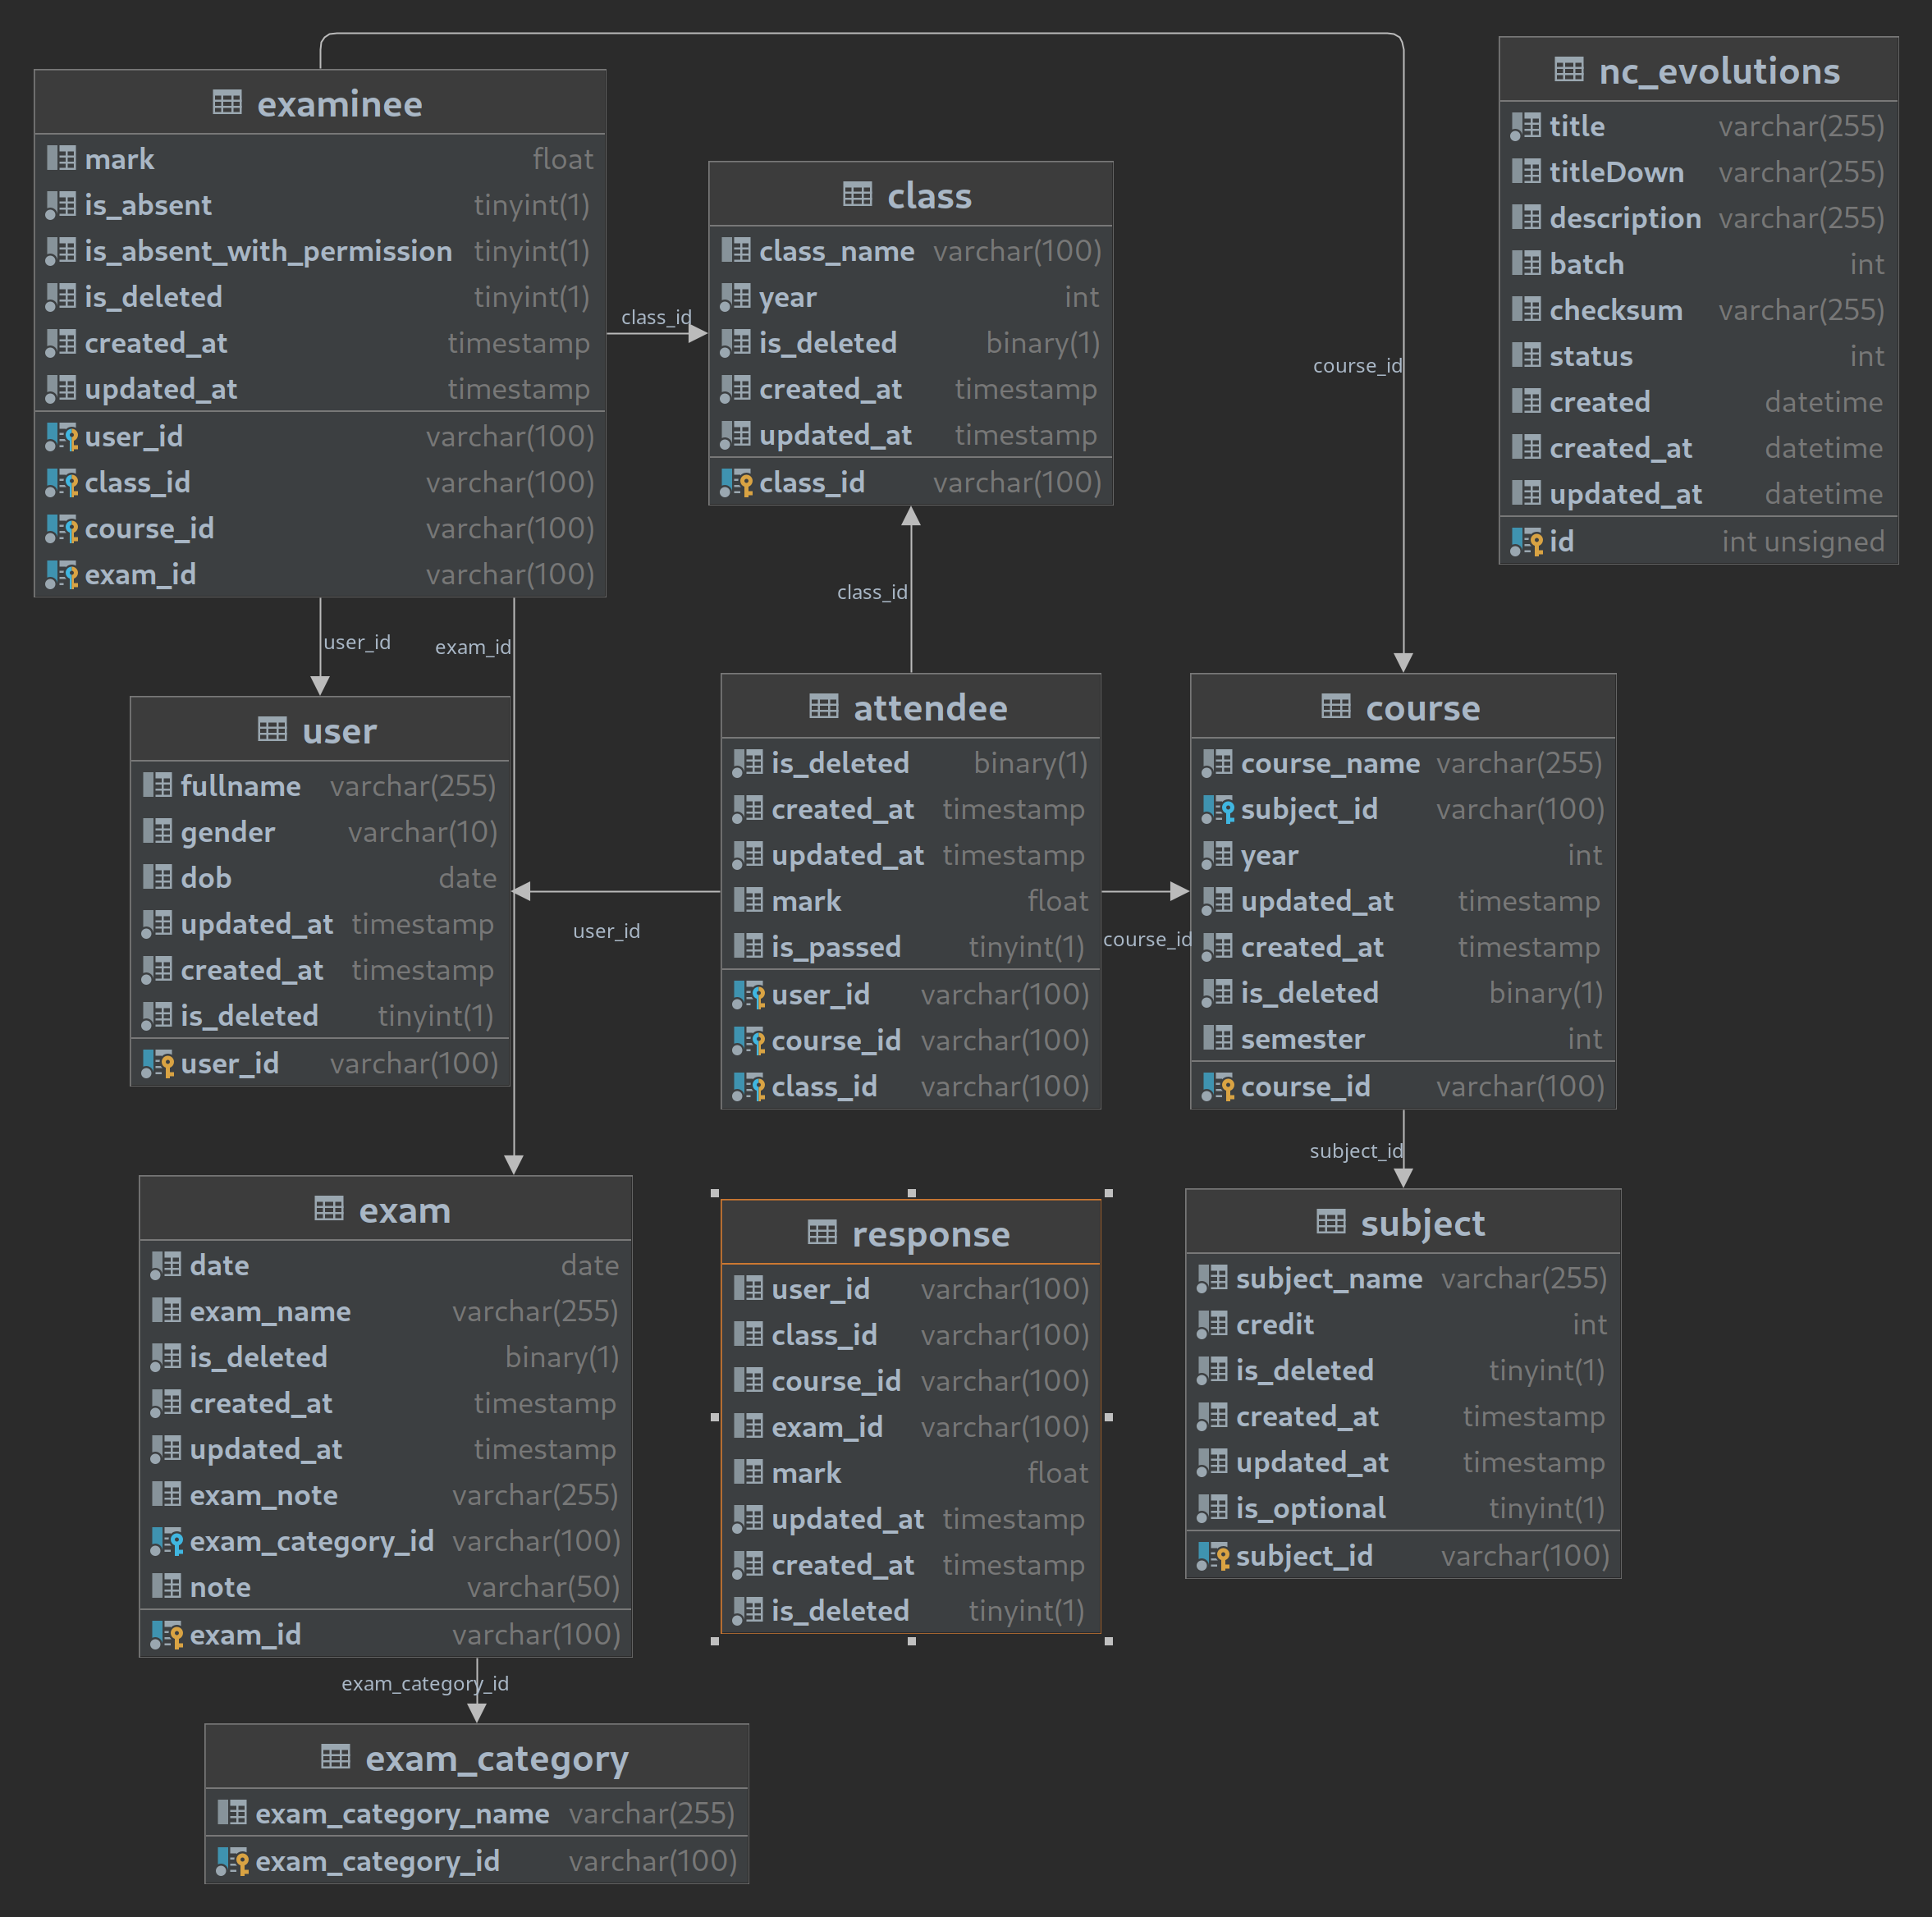 examinee
mark float
is_absent tinyint(1)
is_absent_with_permission tinyint(1)
is_deleted tinyint(1)
created_at timestamp
updated_at timestamp
user_id varchar(100)
class_id varchar(100)
course_id varchar(100)
exam_id varchar(100)
class_id
class
class_name varchar(100)
year int
is_deleted binary(1)
created_at timestamp
updated_at timestamp
class_id varchar(100)
course_id
nc_evolutions
title varchar(255)
titleDown varchar(255)
description varchar(255)
batch int
checksum varchar(255)
status int
created datetime
created_at datetime
updated_at datetime
id int unsigned
user_id
exam_id
class_id
user
fullname varchar(255)
gender varchar(10)
dob date
updated_at timestamp
created_at timestamp
is_deleted tinyint(1)
user_id varchar(100)
user_id
attendee
is_deleted binary(1)
created_at timestamp
updated_at timestamp
mark float
is_passed tinyint(1)
user_id varchar(100)
course_id varchar(100)
class_id varchar(100)
course_id
course
course_name varchar(255)
subject_id varchar(100)
year int
updated_at timestamp
created_at timestamp
is_deleted binary(1)
semester int
course_id varchar(100)
subject_id
exam
date date
exam_name varchar(255)
is_deleted binary(1)
created_at timestamp
updated_at timestamp
exam_note varchar(255)
exam_category_id varchar(100)
note varchar(50)
exam_id varchar(100)
response
user_id varchar(100)
class_id varchar(100)
course_id varchar(100)
exam_id varchar(100)
mark float
updated_at timestamp
created_at timestamp
is_deleted tinyint(1)
subject
subject_name varchar(255)
credit int
is_deleted tinyint(1)
created_at timestamp
updated_at timestamp
is_optional tinyint(1)
subject_id varchar(100)
exam_category_id
exam_category
exam_category_name varchar(255)
exam_category_id varchar(100)